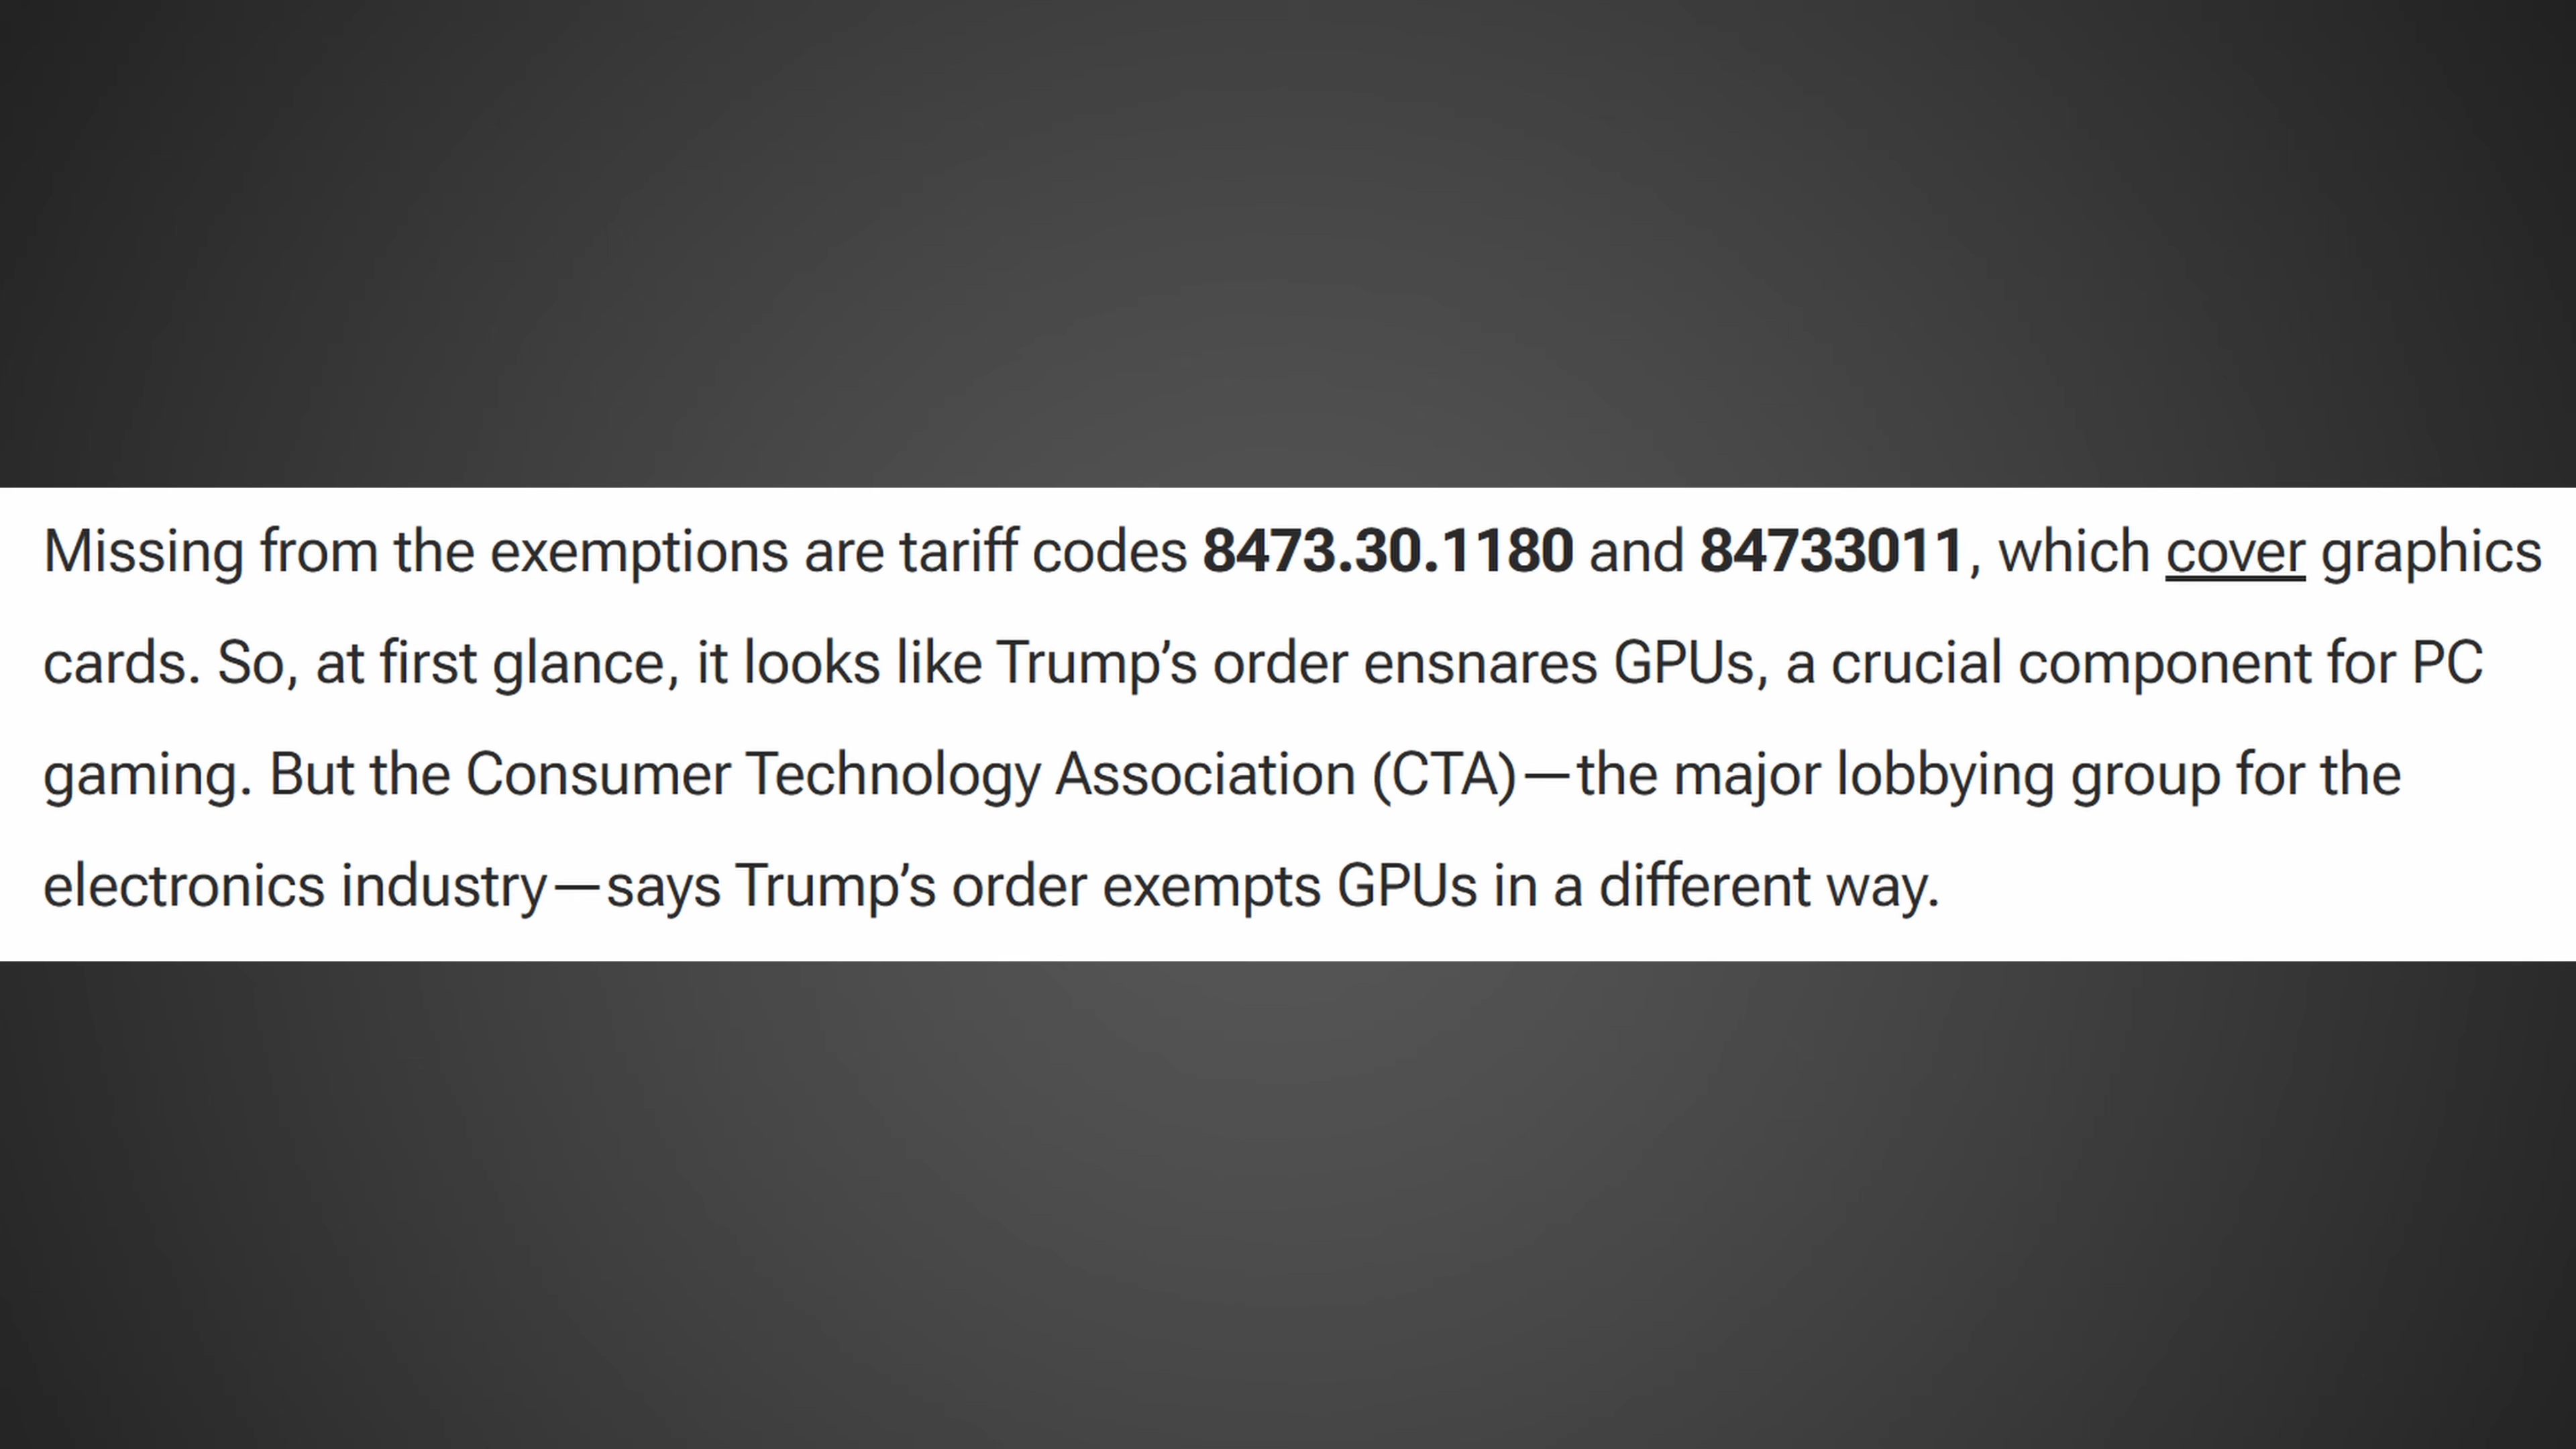 Missing from the exemptions are tariff codes 8473.30.1180 and 84733011, which cover graphics
cards. So, at first glance, it looks like Trump’s order ensnares GPUs, a crucial component for PC
gaming. But the Consumer Technology Association (CTA)—the major lobbying group for the
electronics industry—says Trump’s order exempts GPUs in a different way.